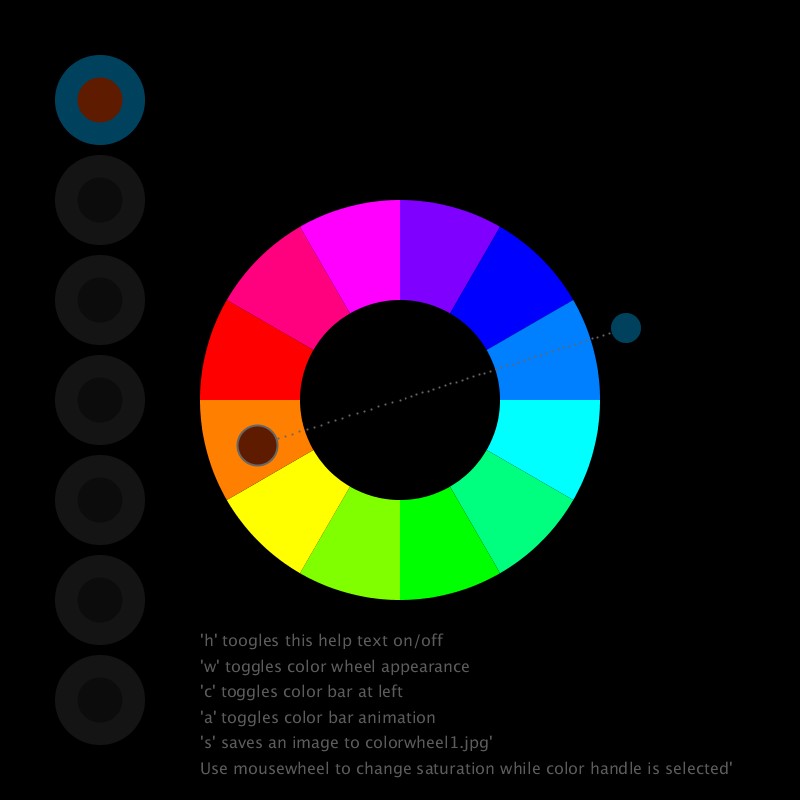 'h' toogles this help text on/off
'w' toggles color wheel appearance
'c' toggles color bar at left
'a' toggles color bar animation
's' saves an image to colorwheel1.jpg'
Use mousewheel to change saturation while color handle is selected'